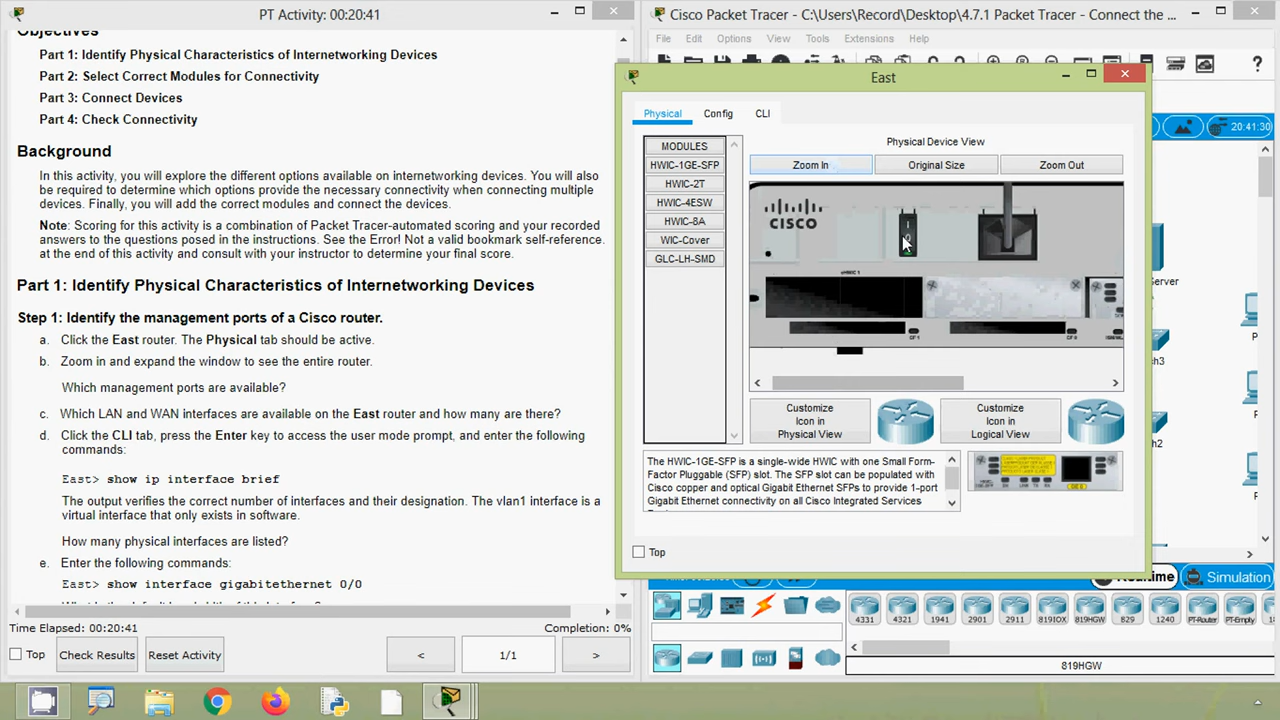 PT Activity: 00:20:41
Objectives
Part 1: Identify Physical Characteristics of Internetworking Devices
Part 2: Select Correct Modules for Connectivity
Part 3: Connect Devices
Part 4: Check Connectivity
Background
In this activity, you will explore the different options available on internetworking devices. You will also
be required to determine which options provide the necessary connectivity when connecting multiple
devices. Finally, you will add the correct modules and connect the devices.
Note: Scoring for this activity is a combination of Packet Tracer-automated scoring and your recorded
answers to the questions posed in the instructions. See the Error! Not a valid bookmark self-reference.
at the end of this activity and consult with your instructor to determine your final score.
Part 1: Identify Physical Characteristics of Internetworking Devices
Step 1: Identify the management ports of a Cisco router.
a. Click the East router. The Physical tab should be active.
b. Zoom in and expand the window to see the entire router.
Which management ports are available?
c. Which LAN and WAN interfaces are available on the East router and how many are there?
d. Click the CLI tab, press the Enter key to access the user mode prompt, and enter the following
commands:
East> show ip interface brief
The output verifies the correct number of interfaces and their designation. The vlan1 interface is a
virtual interface that only exists in software.
How many physical interfaces are listed?
e. Enter the following commands:
East> show interface gigabitethernet 0/0
Time Elapsed: 00:20:41
Completion: 0%
Top
Check Results
Reset Activity
<
1/1
>
Cisco Packet Tracer - C:\Users\Record\Desktop\4.7.1 Packet Tracer - Connect the ...
File Edit Options View Tools Extensions Help
?
20:41:30
East
Physical Config CLI
MODULES
HWIC-1GE-SFP
HWIC-2T
HWIC-4ESW
HWIC-8A
WIC-Cover
GLC-LH-SMD
Physical Device View
Zoom In
Original Size
Zoom Out
CISCO
Customize
Icon in
Physical View
Customize
Icon in
Logical View
The HWIC-1GE-SFP is a single-wide HWIC with one Small Form-
Factor Pluggable (SFP) slot. The SFP slot can be populated with
Cisco copper and optical Gigabit Ethernet SFPs to provide 1-port
Gigabit Ethernet connectivity on all Cisco Integrated Services
Top
Server
Realtime
Simulation
4331 4321 1941 2901 2911 819IOX 819HGW 829 1240 PT-Router PT-Empty
819HGW